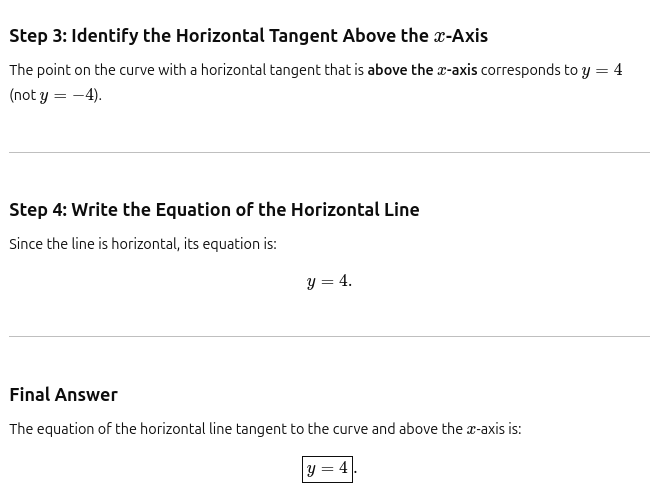 Step 3: Identify the Horizontal Tangent Above the x-Axis
The point on the curve with a horizontal tangent that is above the x-axis corresponds to y = 4
(not y = −4).
Step 4: Write the Equation of the Horizontal Line
Since the line is horizontal, its equation is:
y = 4.
Final Answer
The equation of the horizontal line tangent to the curve and above the x-axis is:
y = 4.